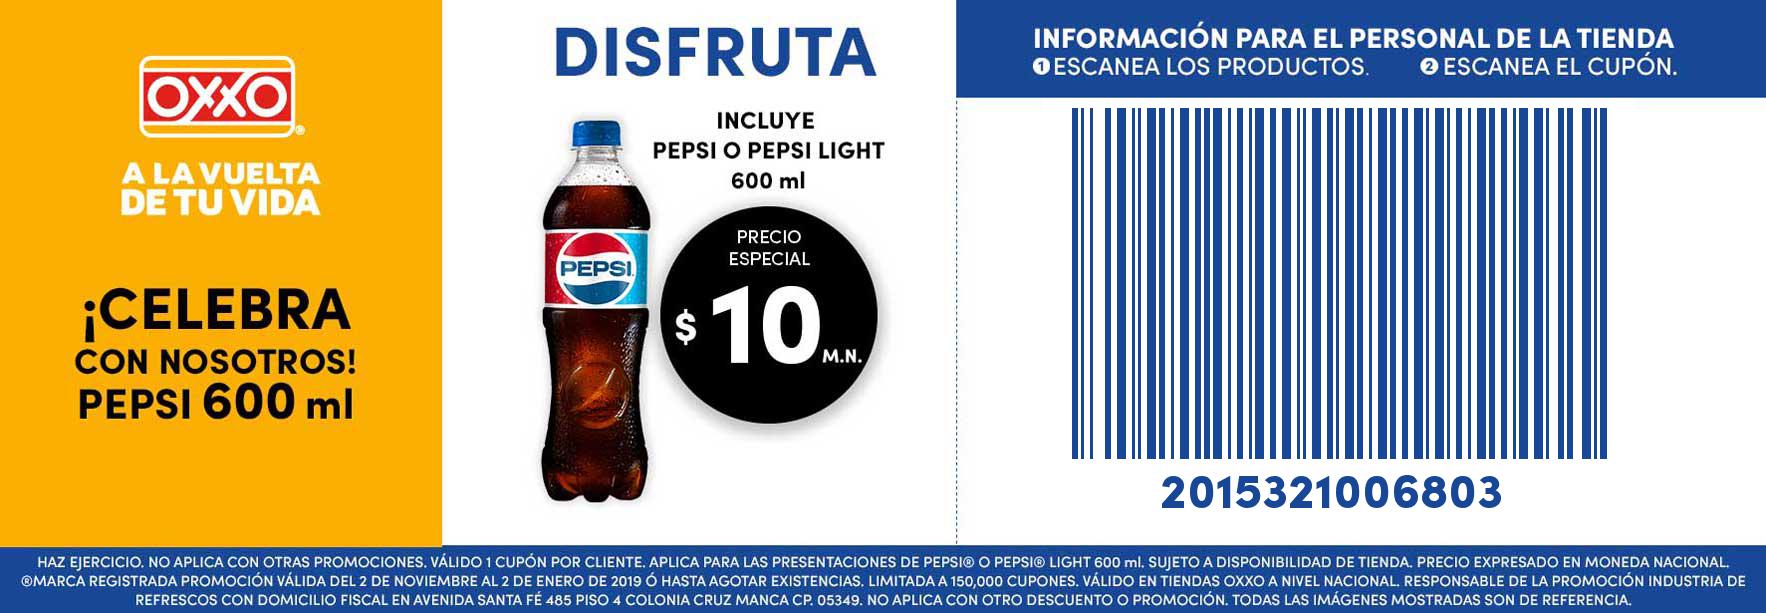 OXXO®
A LA VUELTA
DE TU VIDA
¡CELEBRA
CON NOSOTROS!
PEPSI 600 ml
DISFRUTA
INCLUYE
PEPSI O PEPSI LIGHT
600 ml
PEPSI
PRECIO
ESPECIAL
$ 10 M.N.
INFORMACIÓN PARA EL PERSONAL DE LA TIENDA
1 ESCANEA LOS PRODUCTOS. 2 ESCANEA EL CUPÓN.
2015321006803
HAZ EJERCICIO. NO APLICA CON OTRAS PROMOCIONES. VÁLIDO 1 CUPÓN POR CLIENTE. APLICA PARA LAS PRESENTACIONES DE PEPSI® O PEPSI® LIGHT 600 ml. SUJETO A DISPONIBILIDAD DE TIENDA. PRECIO EXPRESADO EN MONEDA NACIONAL.
®MARCA REGISTRADA PROMOCIÓN VÁLIDA DEL 2 DE NOVIEMBRE AL 2 DE ENERO DE 2019 Ó HASTA AGOTAR EXISTENCIAS. LIMITADA A 150,000 CUPONES. VÁLIDO EN TIENDAS OXXO A NIVEL NACIONAL. RESPONSABLE DE LA PROMOCIÓN INDUSTRIA DE
REFRESCOS CON DOMICILIO FISCAL EN AVENIDA SANTA FÉ 485 PISO 4 COLONIA CRUZ MANCA CP. 05349. NO APLICA CON OTRO DESCUENTO O PROMOCIÓN. TODAS LAS IMÁGENES MOSTRADAS SON DE REFERENCIA.